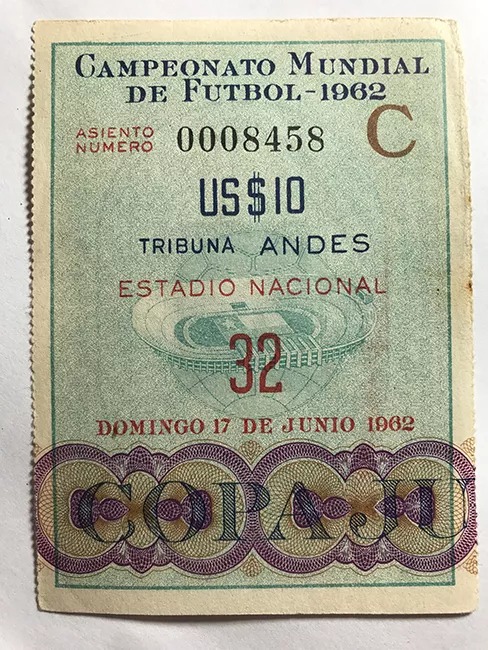 CAMPEONATO MUNDIAL
DE FUTBOL-1962
ASIENTO
NUMERO 0008458 C
US$10
TRIBUNA ANDES
ESTADIO NACIONAL
32
DOMINGO 17 DE JUNIO 1962
COPA JU